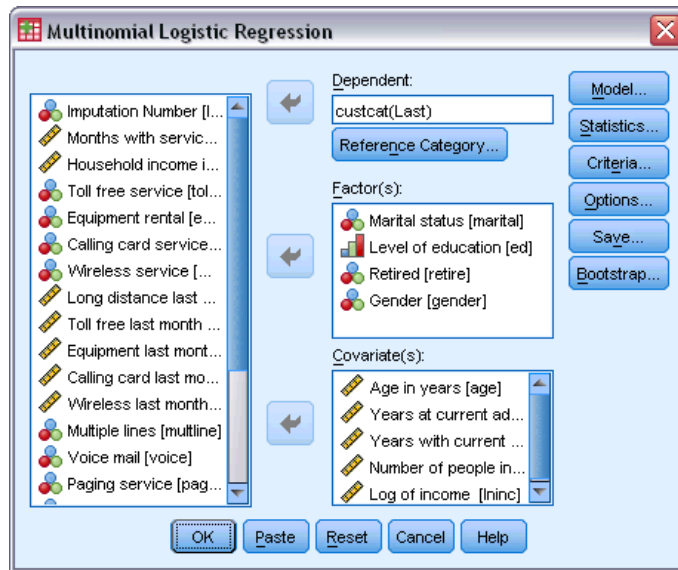 Multinomial Logistic Regression
Imputation Number [I...
Months with servic...
Household income i...
Toll free service [tol...
Equipment rental [e...
Calling card service...
Wireless service [...
Long distance last ...
Toll free last month ...
Equipment last mont...
Calling card last mo...
Wireless last month...
Multiple lines [multline]
Voice mail [voice]
Paging service [pag...
Dependent:
custcat(Last)
Reference Category...
Factor(s):
Marital status [marital]
Level of education [ed]
Retired [retire]
Gender [gender]
Covariate(s):
Age in years [age]
Years at current ad...
Years with current ...
Number of people in...
Log of income [lninc]
Model...
Statistics...
Criteria...
Options...
Save...
Bootstrap...
OK
Paste
Reset
Cancel
Help